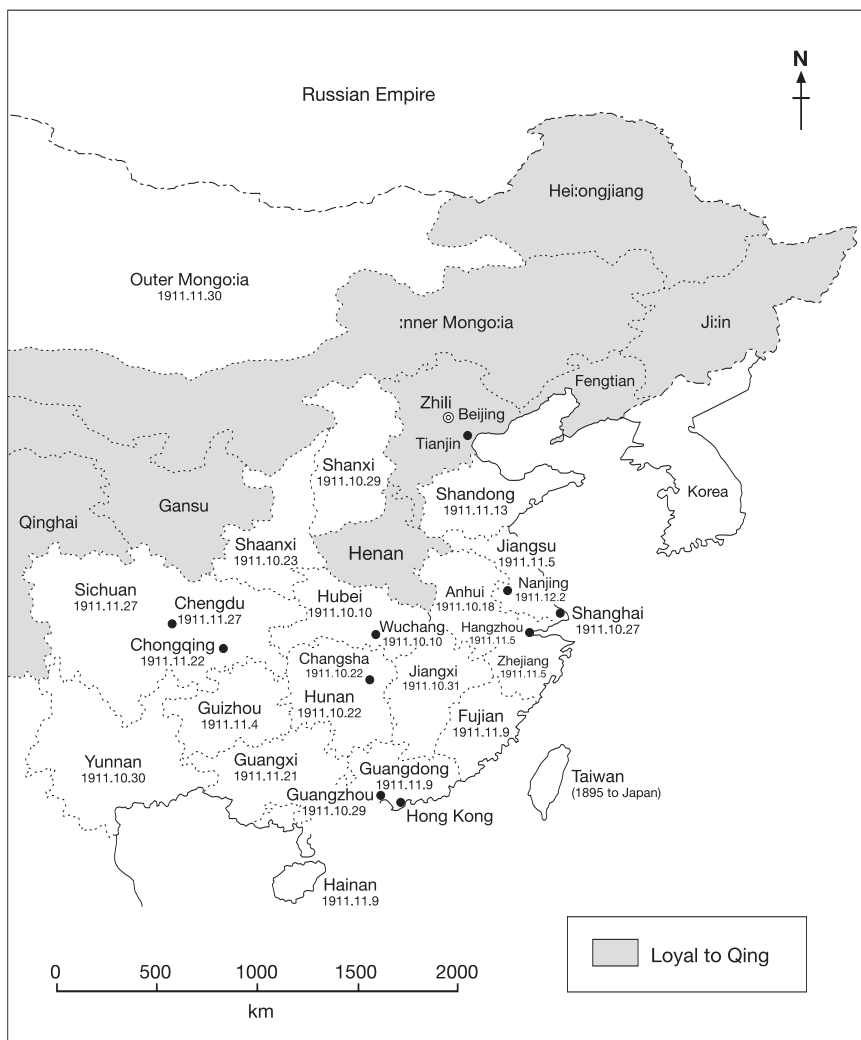 N
Russian Empire
Hei:ongjiang
Outer Mongo:ia
1911.11.30
:nner Mongo:ia
Ji:in
Fengtian
Zhili
Beijing
Tianjin
Shanxi
1911.10.29
Shandong
1911.11.13
Korea
Qinghai
Gansu
Shaanxi
1911.10.23
Henan
Jiangsu
1911.11.5
Sichuan
1911.11.27
Chengdu
1911.11.27
Hubei
1911.10.10
Anhui
1911.10.18
Nanjing
1911.12.2
Shanghai
1911.10.27
Chongqing
1911.11.22
Wuchang
1911.10.10
Hangzhou
1911.11.5
Changsha
1911.10.22
Jiangxi
1911.10.31
Zhejiang
1911.11.5
Guizhou
1911.11.4
Hunan
1911.10.22
Fujian
1911.11.9
Yunnan
1911.10.30
Guangxi
1911.11.21
Guangdong
1911.11.9
Guangzhou
1911.10.29
Hong Kong
Taiwan
(1895 to Japan)
Hainan
1911.11.9
Loyal to Qing
0 500 1000 1500 2000
km